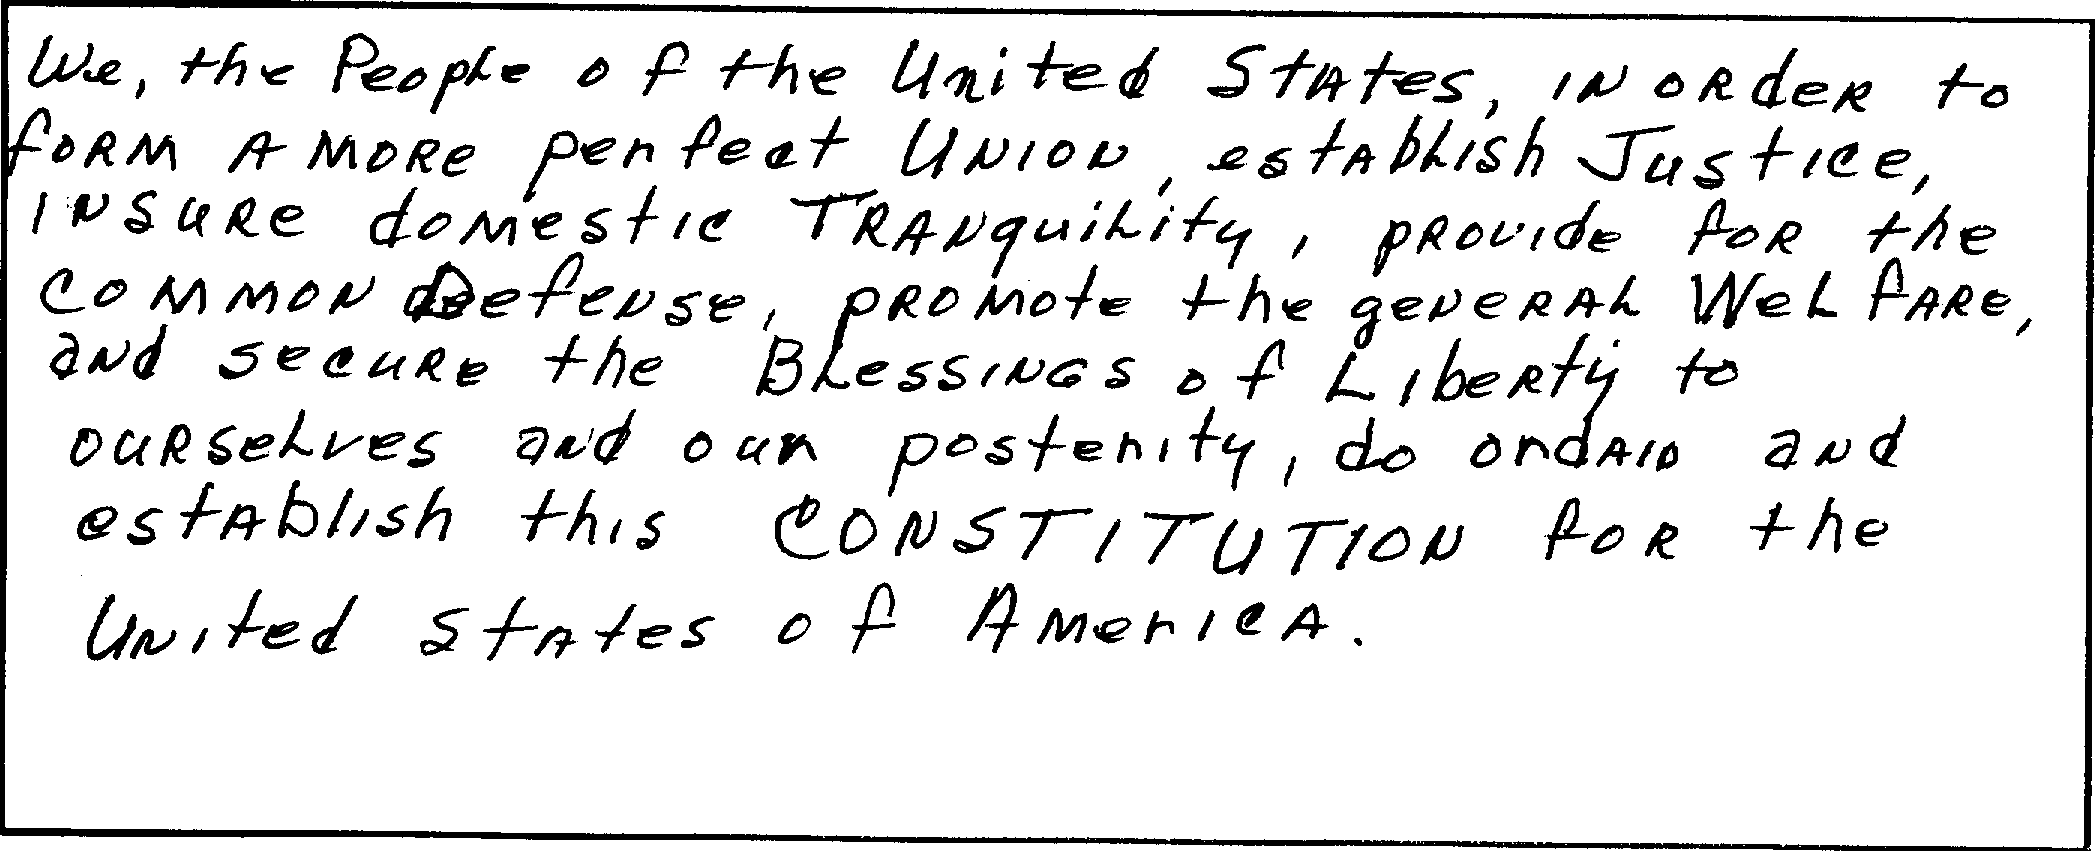 We, the People of the United States, in order to
form a more perfect Union, establish Justice,
insure domestic Tranquility, provide for the
common Defense, promote the general Welfare,
and secure the Blessings of Liberty to
ourselves and our posterity, do ordain and
establish this CONSTITUTION for the
United States of America.